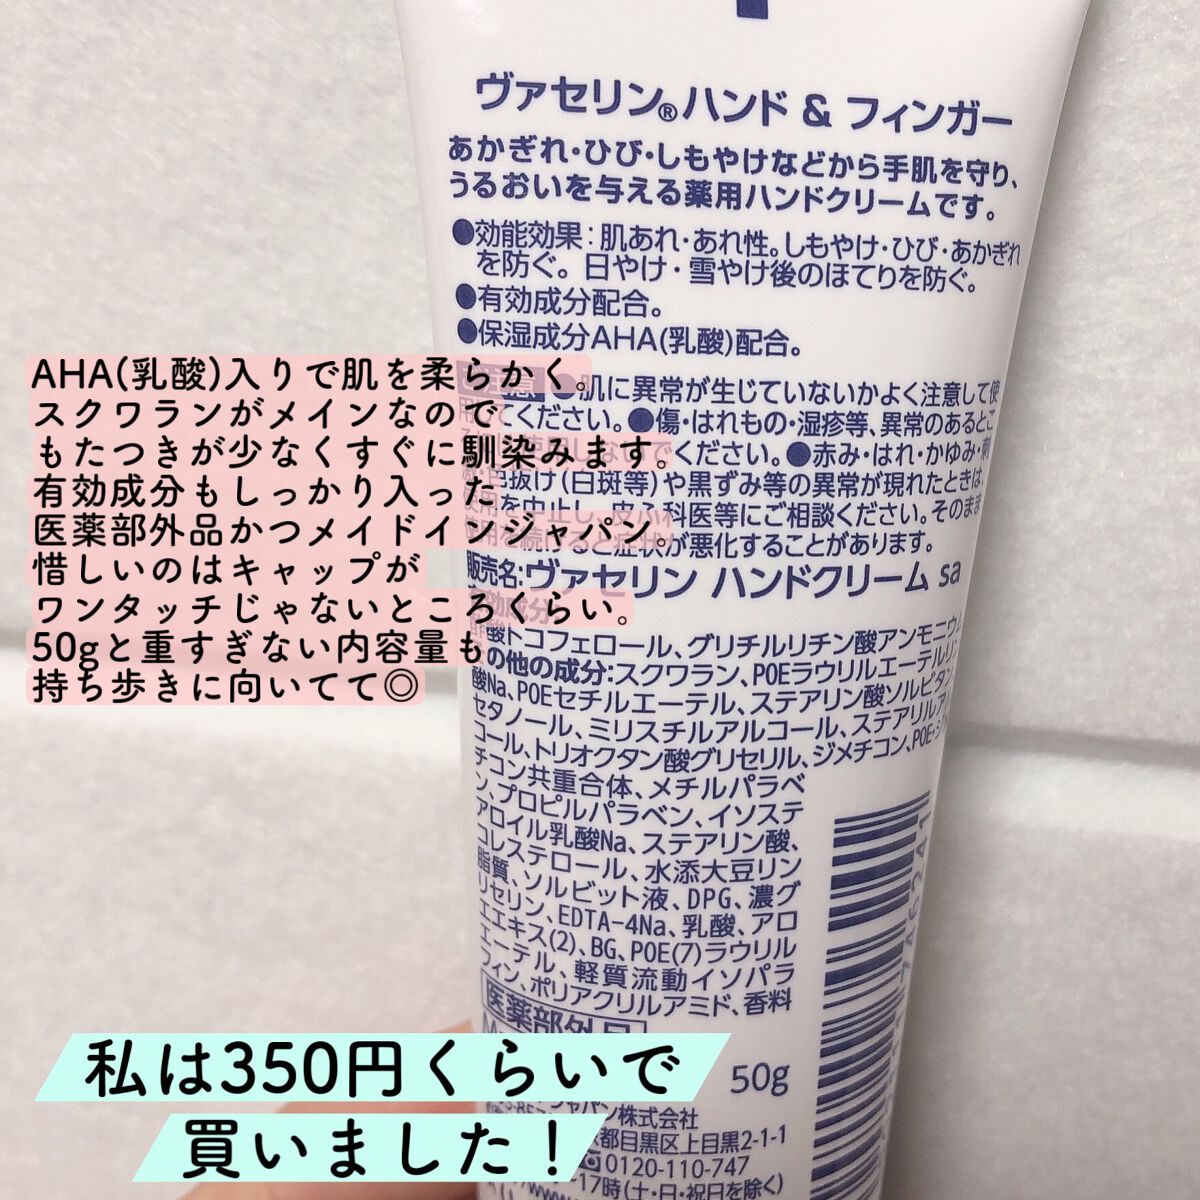 ヴァセリン®ハンド & フィンガー
あかぎれ・ひび・しもやけなどから手肌を守り、
うるおいを与える薬用ハンドクリームです。
●効能効果:肌あれ・あれ性。しもやけ・ひび・あかぎれ
を防ぐ。日やけ・雪やけ後のほてりを防ぐ。
●有効成分配合。
●保湿成分AHA(乳酸)配合。
●肌に異常が生じていないかよく注意して使
用してください。●傷・はれもの・湿疹等、異常のあるとこ
ください。●赤み・はれ・かゆみ・刺
色抜け(白斑等)や黒ずみ等の異常が現れたときは、
使用を中止し、皮ふ科医等にご相談ください。そのまま
使用を続けると症状が悪化することがあります。
販売名:ヴァセリン ハンドクリーム sa
有効成分
酢酸トコフェロール、グリチルリチン酸アンモニウム
その他の成分:スクワラン、POEラウリルエーテルリン
酸Na、POEセチルエーテル、ステアリン酸ソルビタン、
セタノール、ミリスチルアルコール、ステアリルアル
コール、トリオクタン酸グリセリル、ジメチコン、POE・ジメ
チコン共重合体、メチルパラベ
ン、プロピルパラベン、イソステ
アロイル乳酸Na、ステアリン酸、
コレステロール、水添大豆リン
脂質、ソルビット液、DPG、濃グ
リセリン、EDTA-4Na、乳酸、アロ
エエキス(2)、BG、POE(7)ラウリル
エーテル、軽質流動イソパラ
フィン、ポリアクリルアミド、香料
医薬部外品
50g
ジャパン株式会社
都目黒区上目黒2-1-1
☎0120-110-747
17時(土・日・祝日を除く)
AHA(乳酸)入りで肌を柔らかく。
スクワランがメインなので
もたつきが少なくすぐに馴染みます。
有効成分もしっかり入った
医薬部外品かつメイドインジャパン。
惜しいのはキャップが
ワンタッチじゃないところくらい。
50gと重すぎない内容量も
持ち歩きに向いてて◎
私は350円くらいで
買いました!